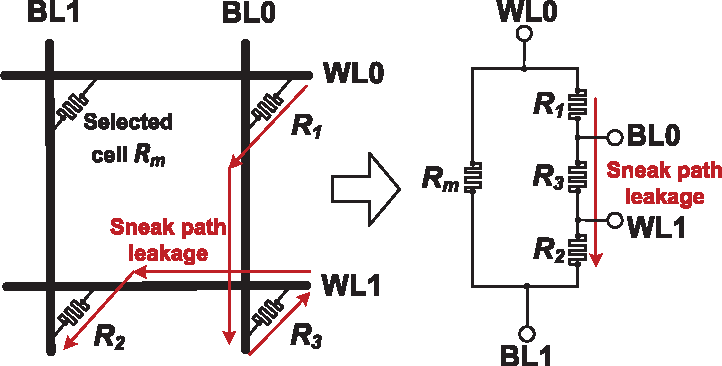 BL1
BL0
WL0
Selected
cell Rm
R1
Sneak path
leakage
WL1
R2
R3
WL0
R1
BL0
Rm
R3
Sneak path
leakage
WL1
R2
BL1